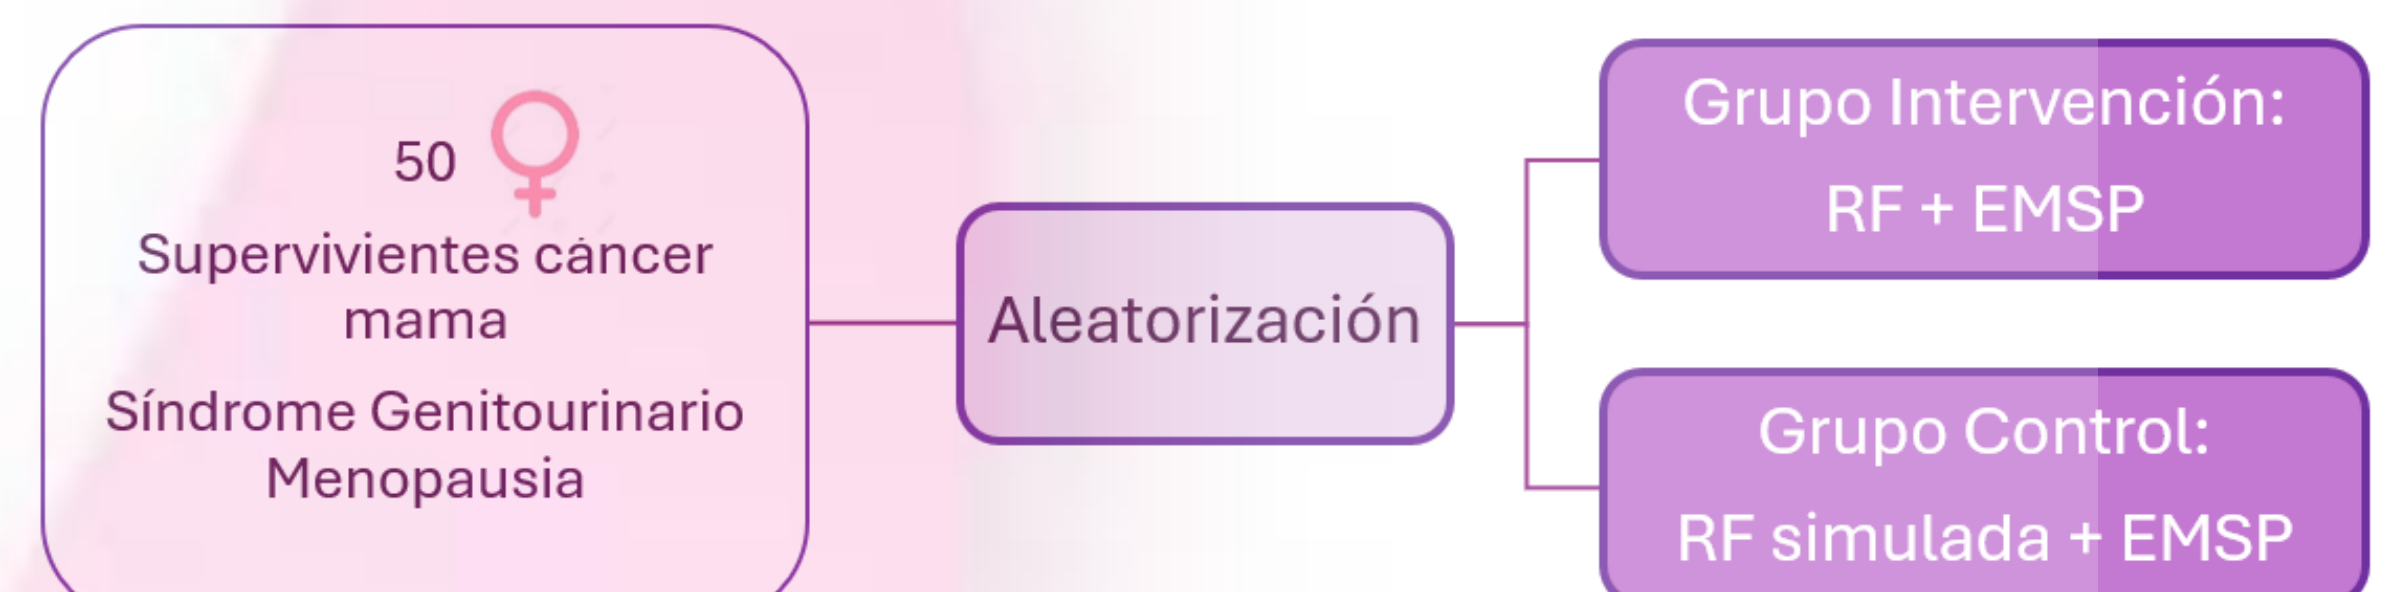 50
Supervivientes cáncer
mama
Síndrome Genitourinario
Menopausia
Aleatorización
Grupo Intervención:
RF + EMSP
Grupo Control:
RF simulada + EMSP